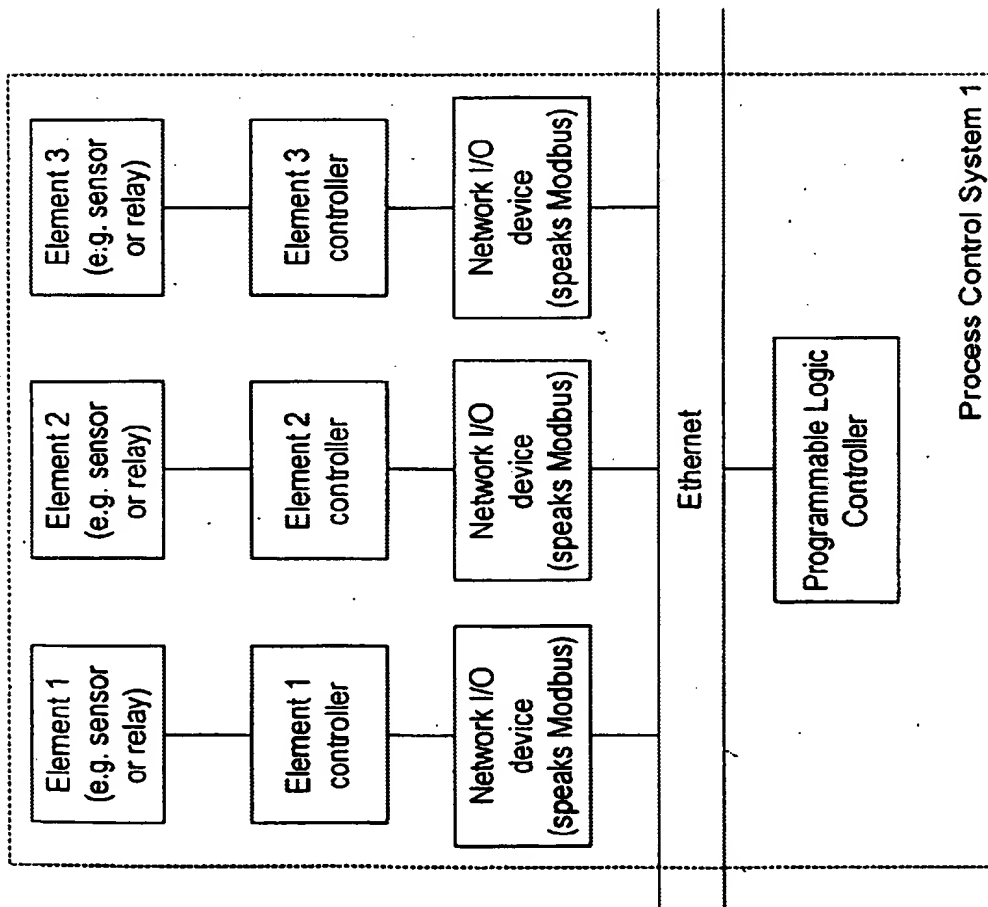 Element 1
(e.g. sensor
or relay)
Element 2
(e.g. sensor
or relay)
Element 3
(e.g. sensor
or relay)
Element 1
controller
Element 2
controller
Element 3
controller
Network I/O
device
(speaks Modbus)
Network I/O
device
(speaks Modbus)
Network I/O
device
(speaks Modbus)
Ethernet
Programmable Logic
Controller
Process Control System 1